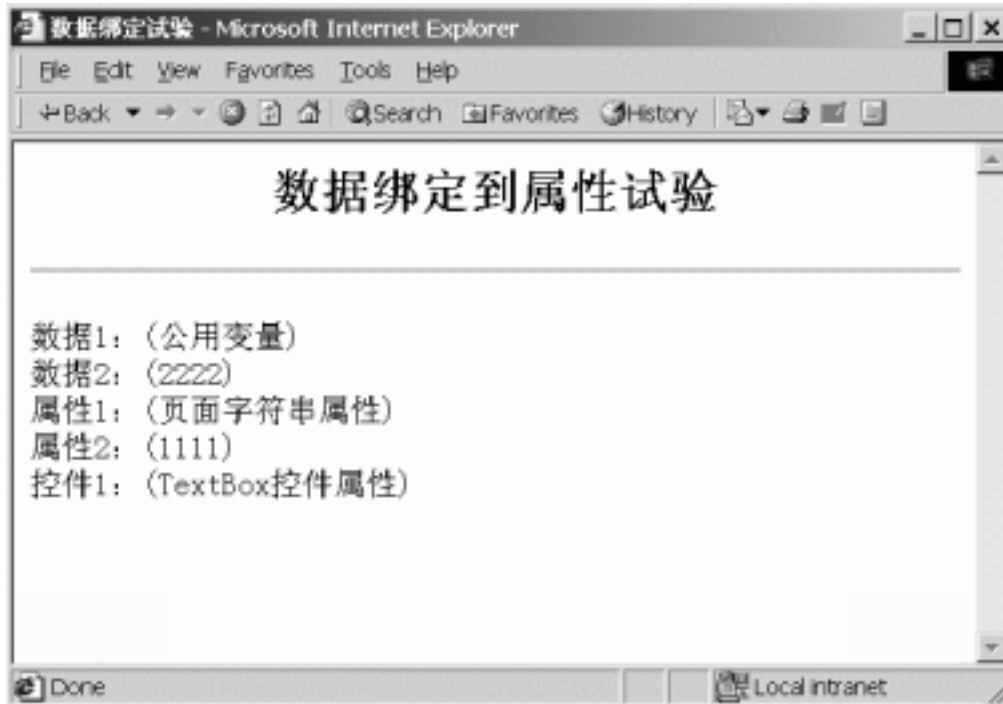 数据绑定试验 - Microsoft Internet Explorer
File Edit View Favorites Tools Help
Back Search Favorites History
数据绑定到属性试验
数据1：(公用变量)
数据2：(2222)
属性1：(页面字符串属性)
属性2：(1111)
控件1：(TextBox控件属性)
Done Local intranet